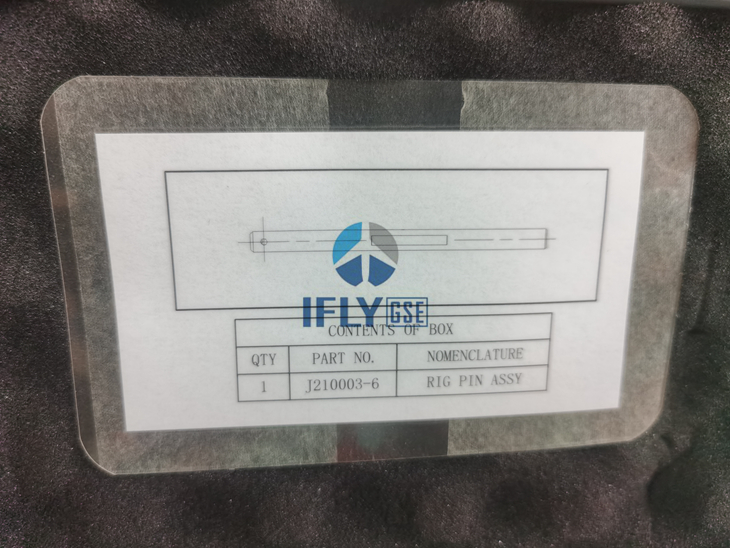 IFLY GSE
CONTENTS OF BOX
QTY PART NO. NOMENCLATURE
1 J210003-6 RIG PIN ASSY